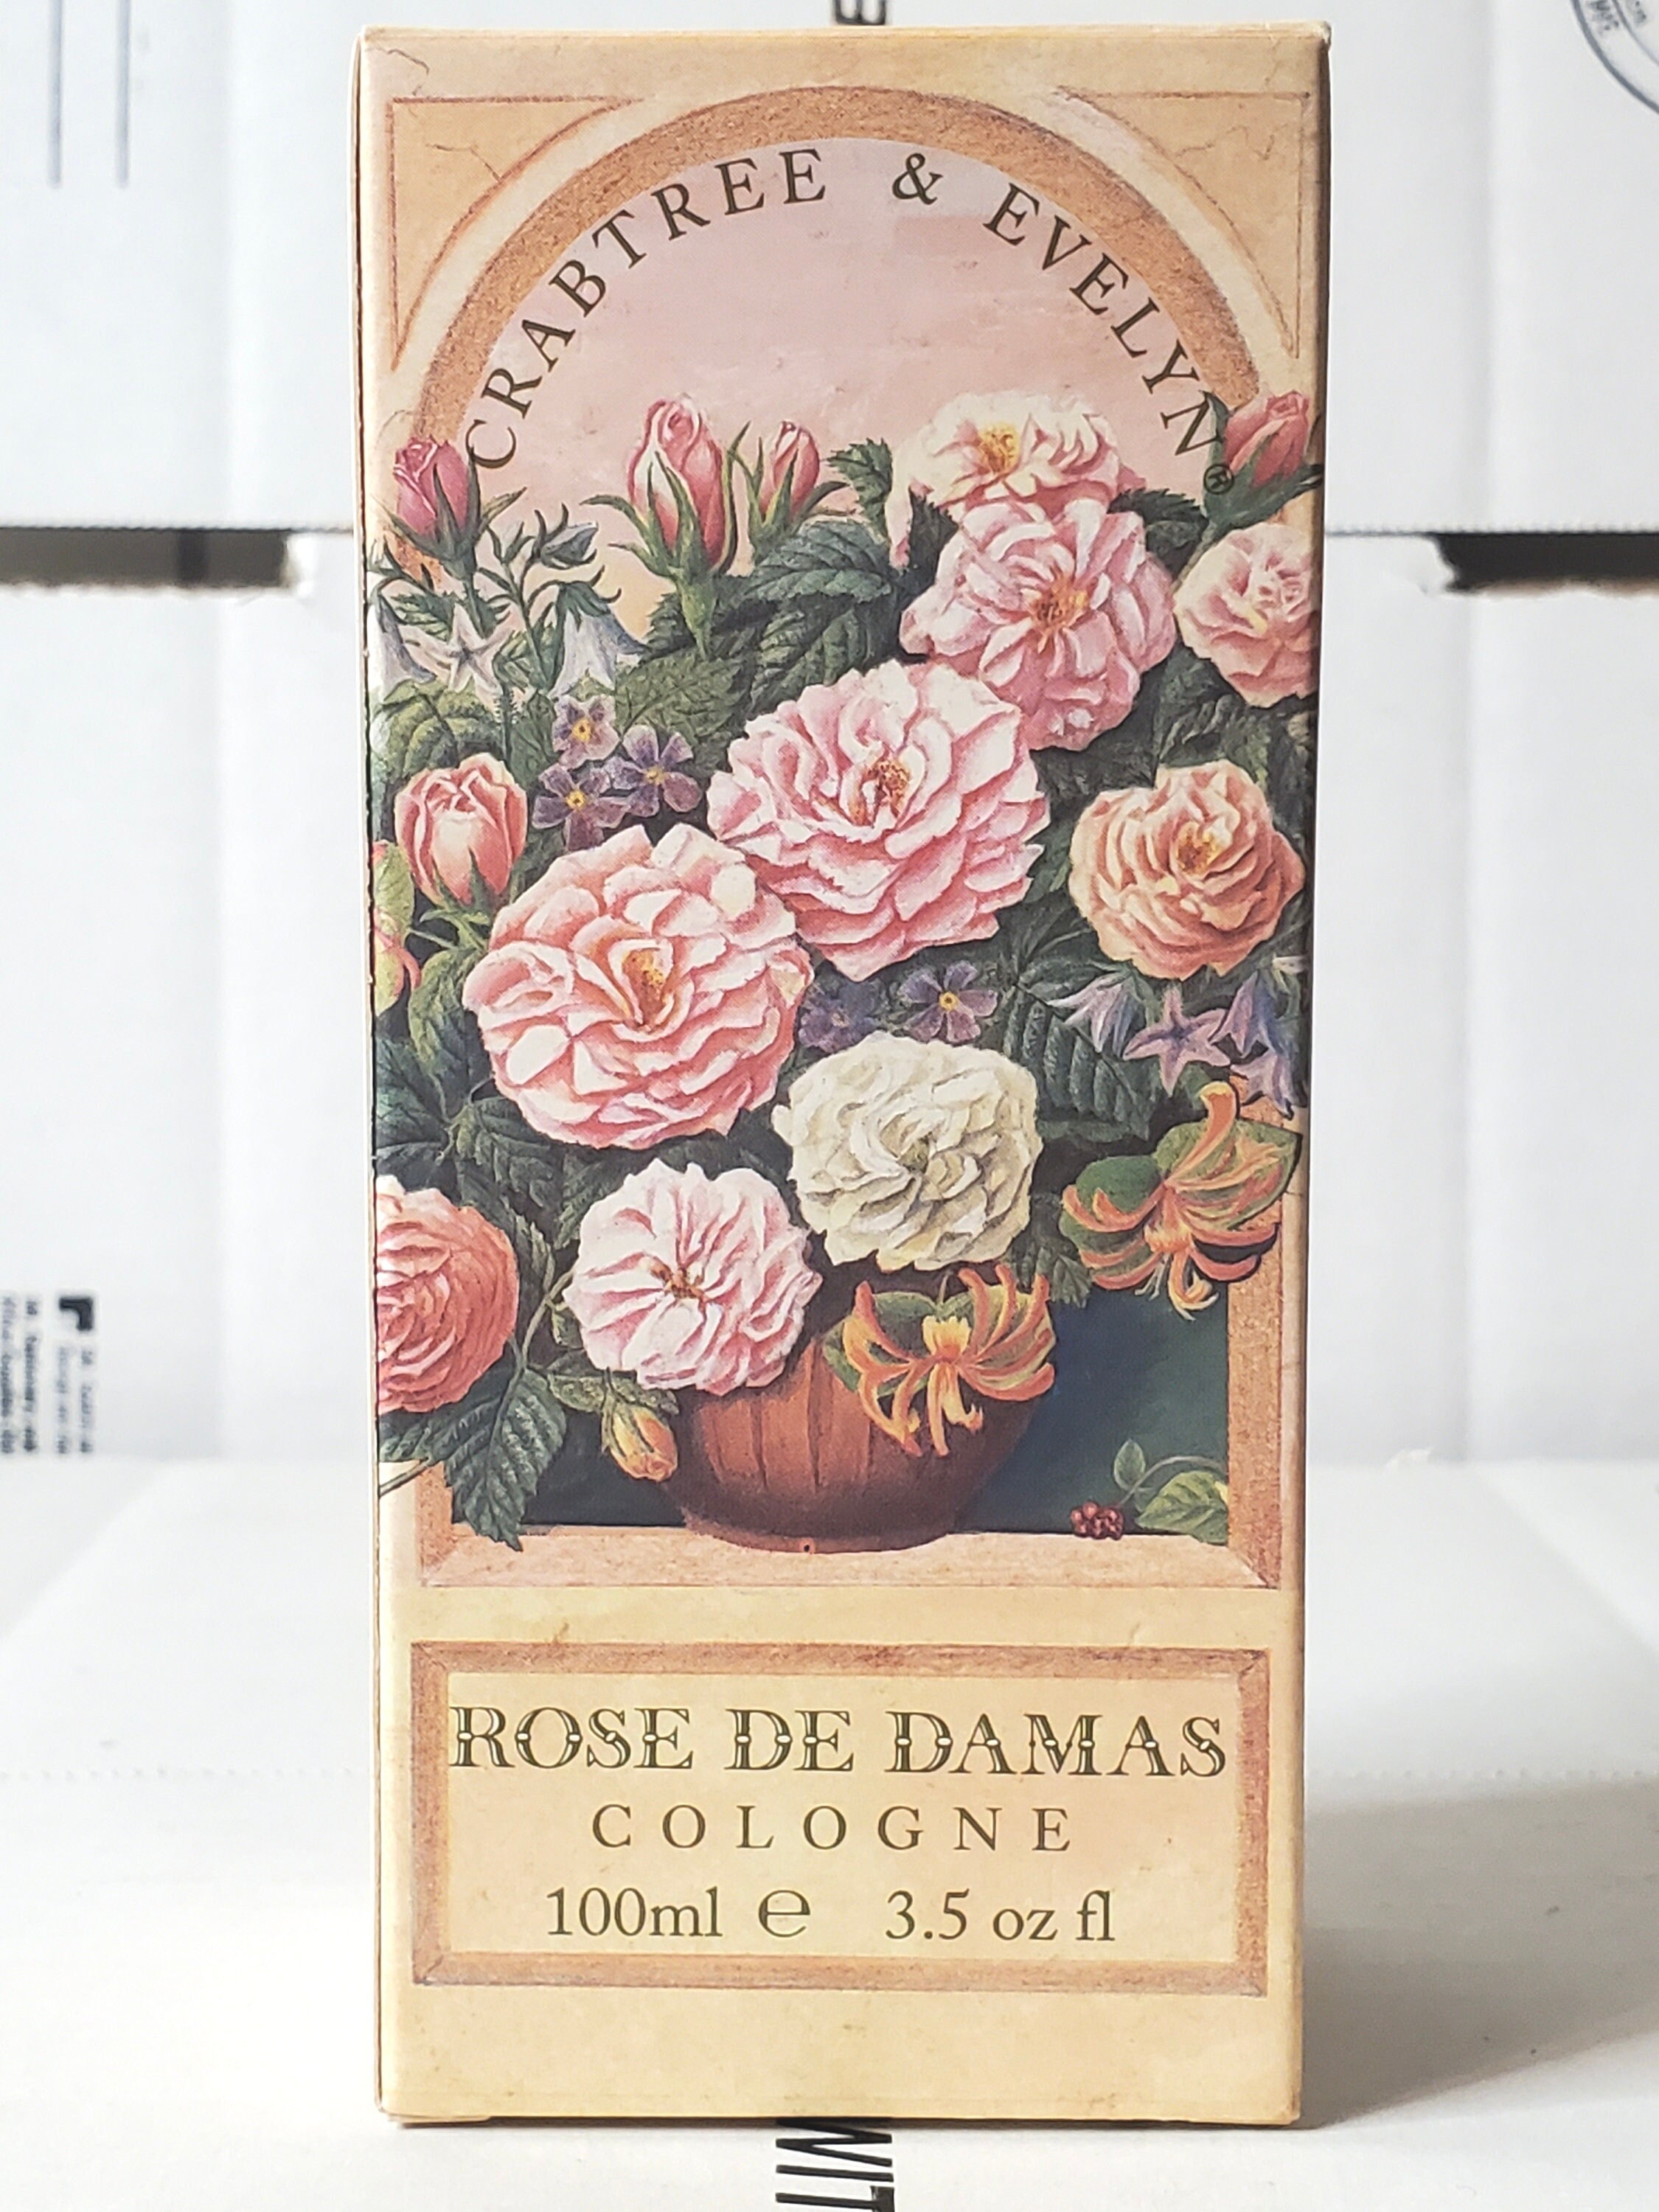 CRABTREE & EVELYN®
ROSE DE DAMAS
COLOGNE
100ml ℮ 3.5 oz fl